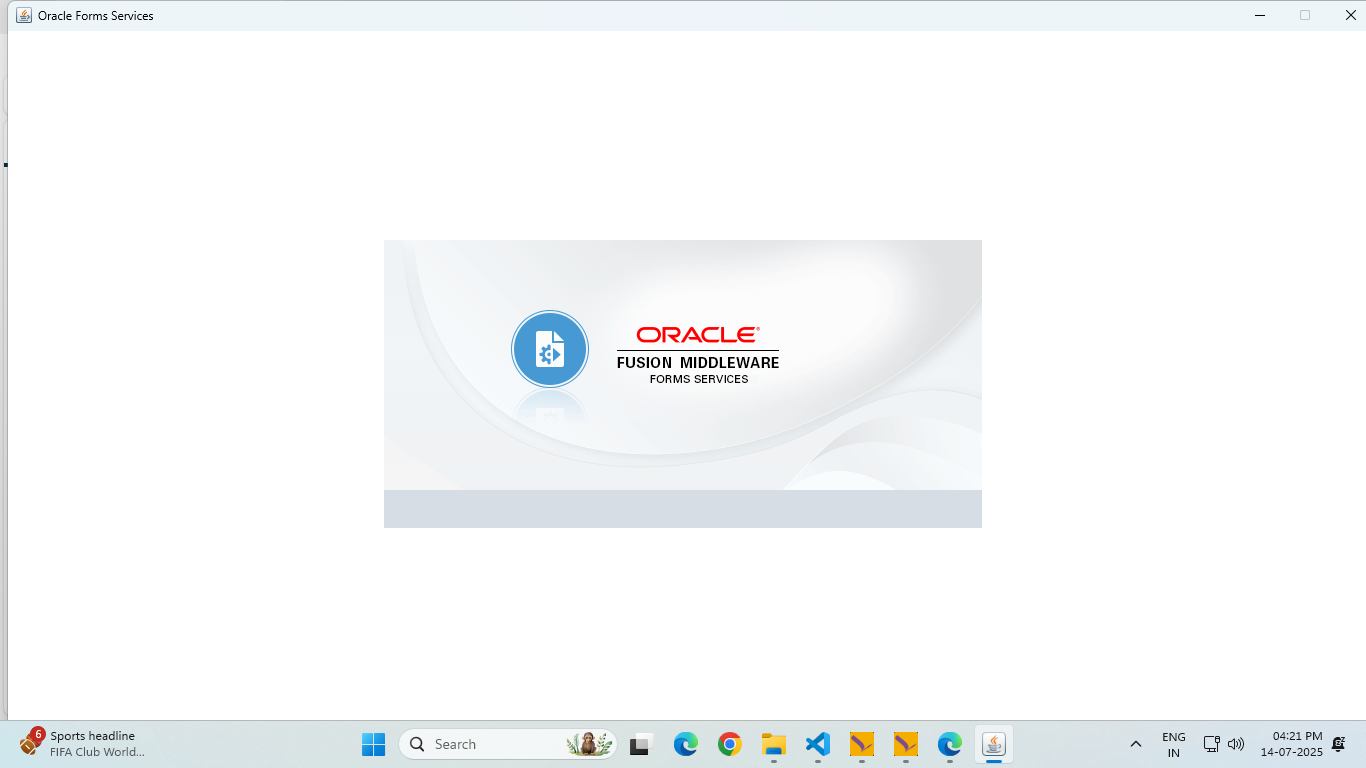 Oracle Forms Services
ORACLE®
FUSION MIDDLEWARE
FORMS SERVICES
6
Sports headline
FIFA Club World...
Search
ENG
IN
04:21 PM
14-07-2025